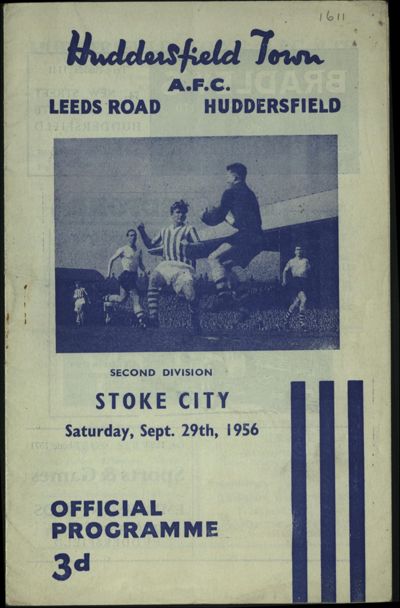 1611
Huddersfield Town
A.F.C.
LEEDS ROAD HUDDERSFIELD
SECOND DIVISION
STOKE CITY
Saturday, Sept. 29th, 1956
OFFICIAL
PROGRAMME
3d